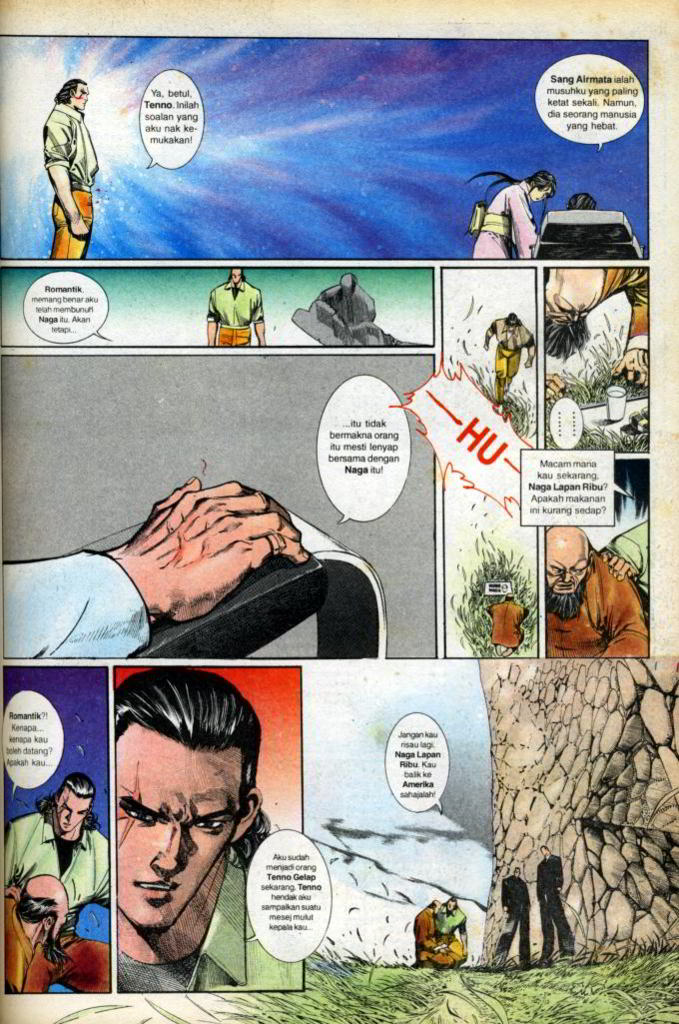 Ya, betul,
Tenno. Inilah
soalan yang
aku nak ke-
mukakan!
Sang Airmata ialah
musuhku yang paling
ketat sekali. Namun,
dia seorang manusia
yang hebat.
Romantik,
memang benar aku
telah membunuh
Naga itu. Akan
tetapi...
...itu tidak
bermakna orang
itu mesti lenyap
bersama dengan
Naga itu!
HU
Macam mana
kau sekarang,
Naga Lapan Ribu?
Apakah makanan
ini kurang sedap?
Romantik?!
Kenapa...
kenapa kau
boleh datang?
Apakah kau...
Aku sudah
menjadi orang
Tenno Gelap
sekarang. Tenno
hendak aku
sampaikan suatu
mesej mulut
kepala kau...
Jangan kau
risau lagi,
Naga Lapan
Ribu. Kau
balik ke
Amerika
sahajalah!